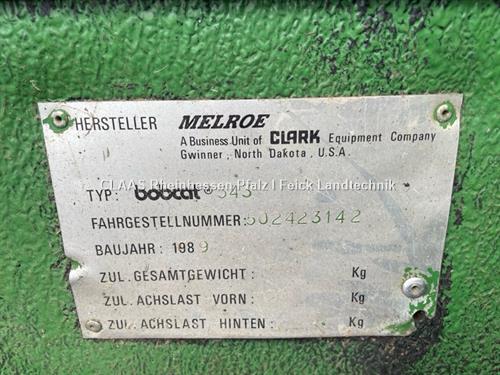 HERSTELLER MELROE
A Business Unit of CLARK Equipment Company
Gwinner, North Dakota, U.S.A.
CLAAS Rheinhessen Pfalz I Feick Landtechnik
TYP: bobcat® 543
FAHRGESTELLNUMMER: 502423142
BAUJAHR: 1989
ZUL. GESAMTGEWICHT: Kg
ZUL. ACHSLAST VORN: Kg
ZUL. ACHSLAST HINTEN: Kg